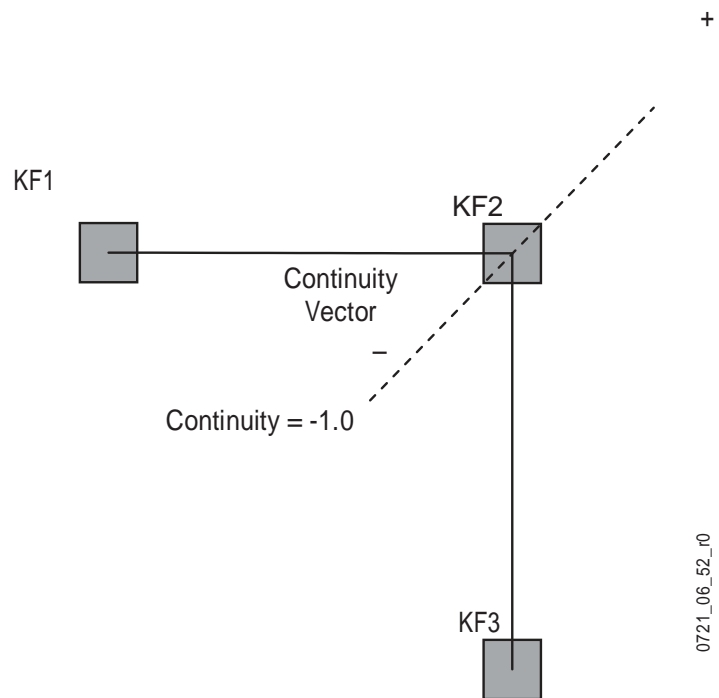 +
KF1
KF2
Continuity
Vector
–
Continuity = -1.0
KF3
0721_06_52_r0